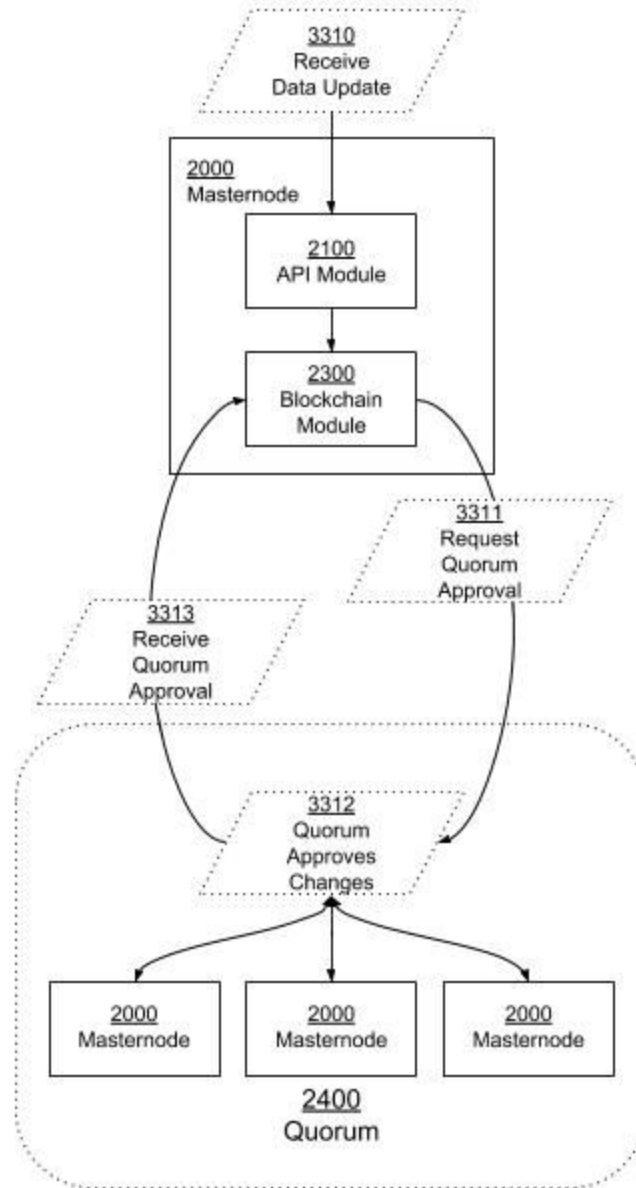 3310
Receive
Data Update
2000
Masternode
2100
API Module
2300
Blockchain
Module
3311
Request
Quorum
Approval
3313
Receive
Quorum
Approval
3312
Quorum
Approves
Changes
2000
Masternode
2000
Masternode
2000
Masternode
2400
Quorum